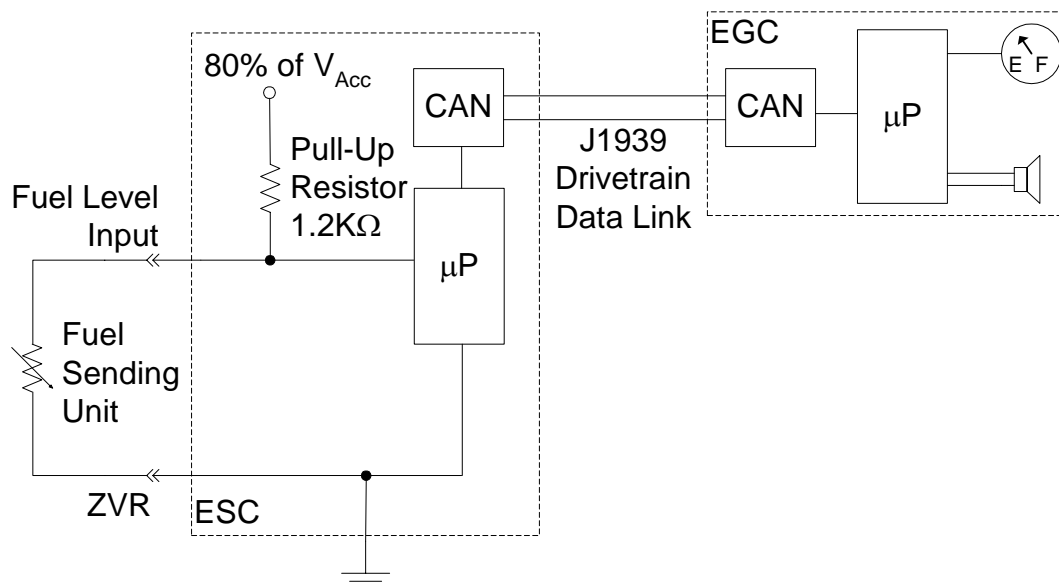 80% of V_Acc
Pull-Up
Resistor
1.2KΩ
Fuel Level
Input
Fuel
Sending
Unit
ZVR
ESC
CAN
μP
J1939
Drivetrain
Data Link
EGC
CAN
μP
E F